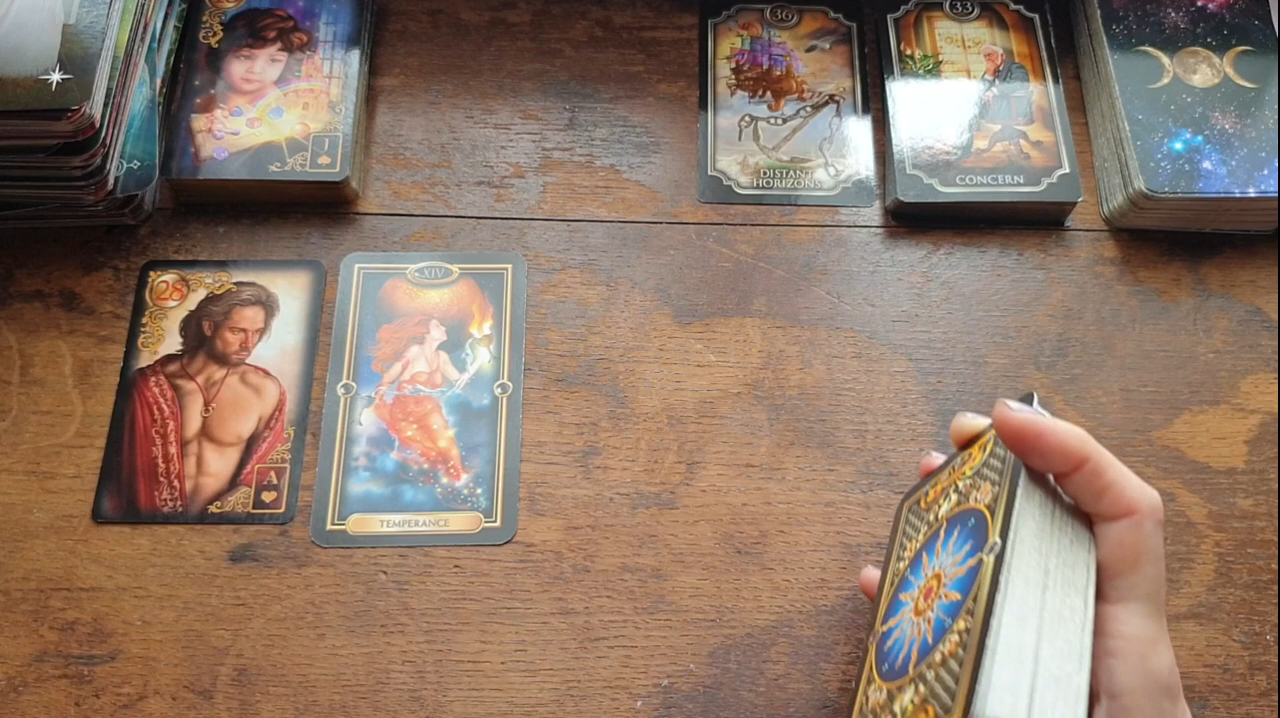 36
DISTANT
HORIZONS
33
CONCERN
J
28
A
XIV
TEMPERANCE